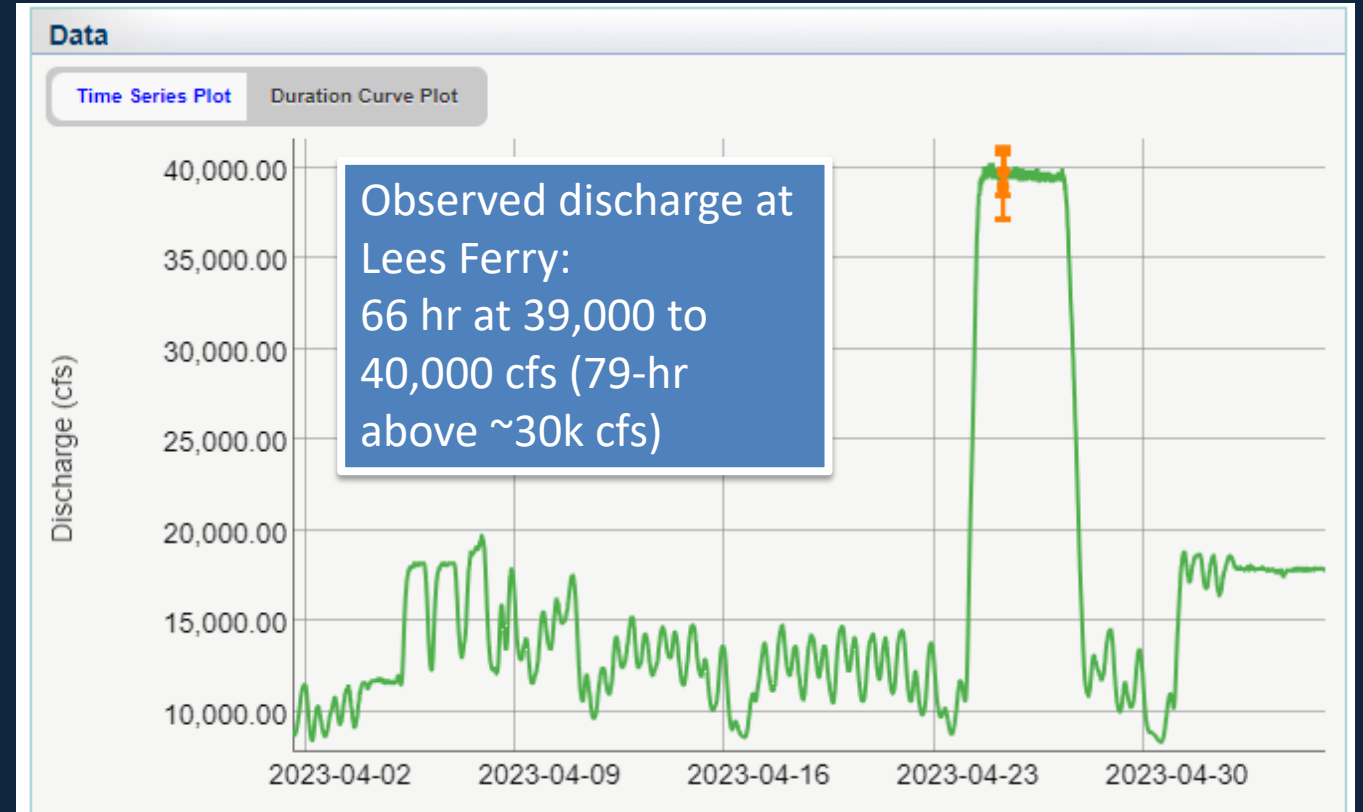 Data
Time Series Plot Duration Curve Plot
40,000.00
35,000.00
30,000.00
25,000.00
20,000.00
15,000.00
10,000.00
Discharge (cfs)
Observed discharge at
Lees Ferry:
66 hr at 39,000 to
40,000 cfs (79-hr
above ~30k cfs)
2023-04-02 2023-04-09 2023-04-16 2023-04-23 2023-04-30